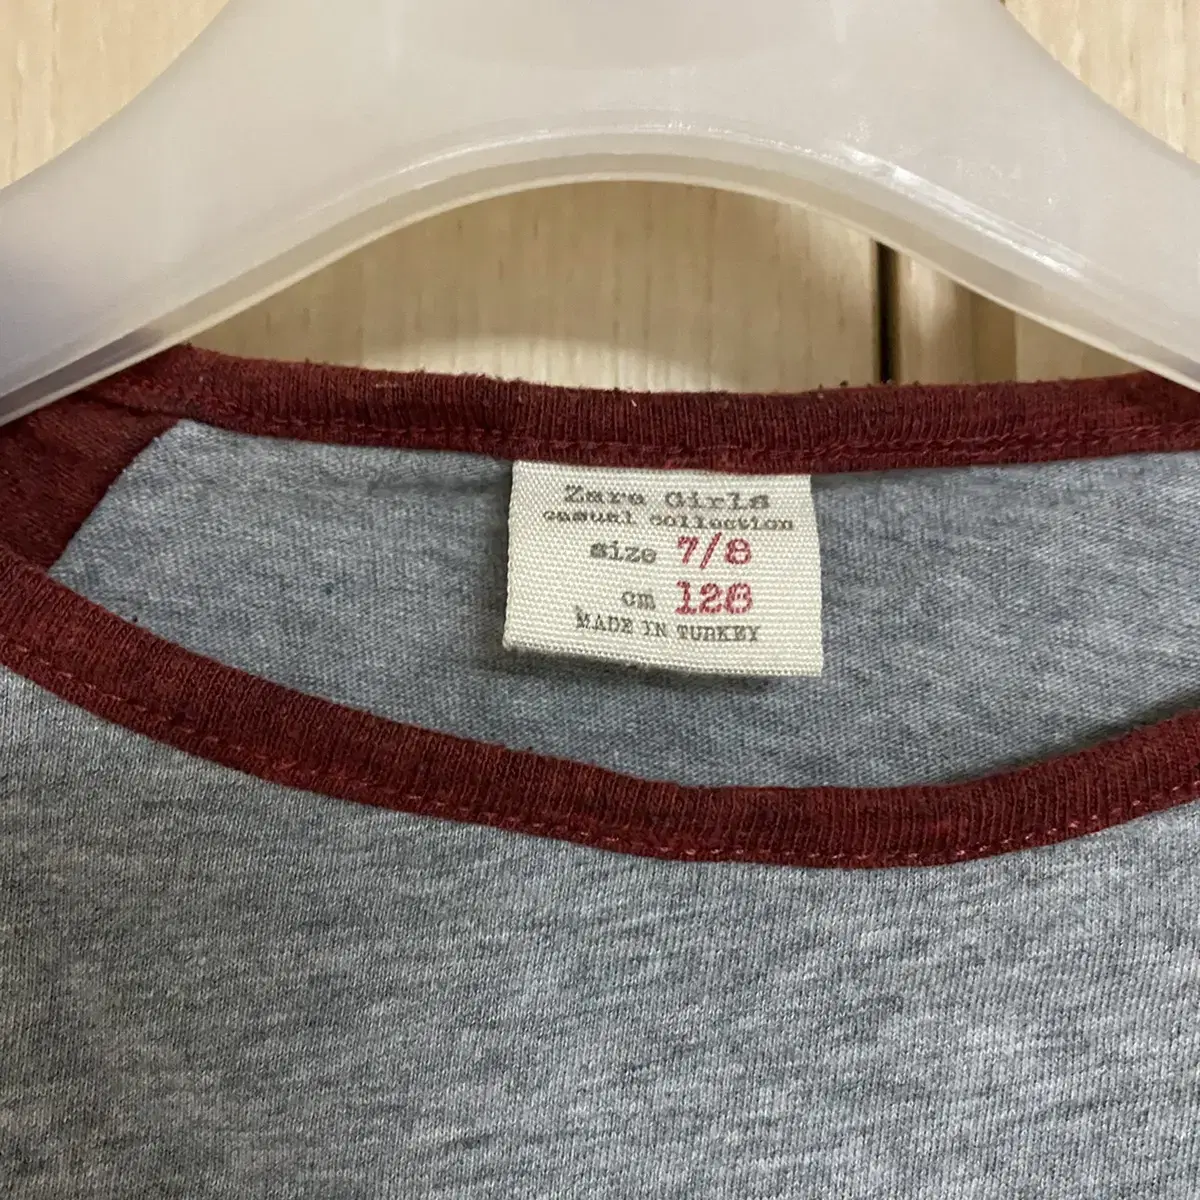 Zara Girls
casual collection
size 7/8
cm 128
MADE IN TURKEY